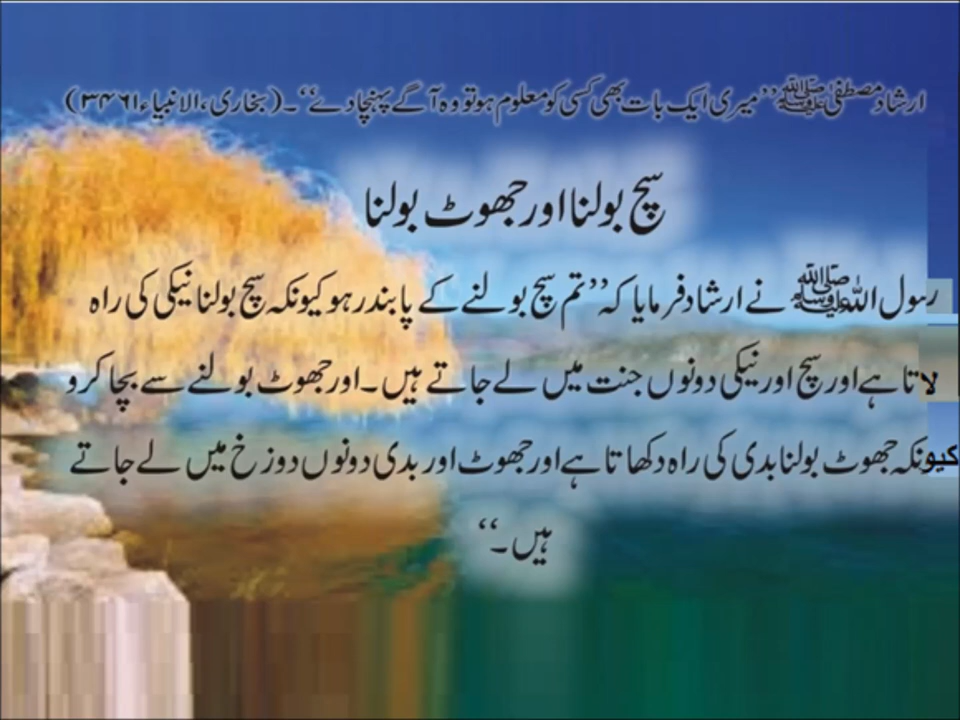 ارشاد مصطفیٰ ﷺ ”میری ایک بات بھی کسی کو معلوم ہو تو وہ آگے پہنچا دے“۔ (بخاری، الانبیاء ۳۴۶۱)
سچ بولنا اور جھوٹ بولنا
رسول اللہ ﷺ نے ارشاد فرمایا کہ ”تم سچ بولنے کے پابند رہو کیونکہ سچ بولنا نیکی کی راہ
لاتا ہے اور سچ اور نیکی دونوں جنت میں لے جاتے ہیں۔ اور جھوٹ بولنے سے بچا کرو
کیونکہ جھوٹ بولنا بدی کی راہ دکھاتا ہے اور جھوٹ اور بدی دونوں دوزخ میں لے جاتے
ہیں۔“